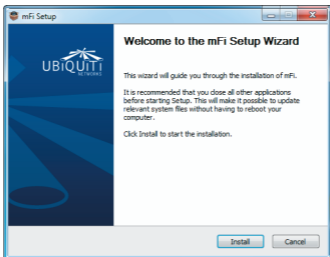 mFi Setup
UBiQUiTi
NETWORKS
Welcome to the mFi Setup Wizard
This wizard will guide you through the installation of mFi.
It is recommended that you close all other applications
before starting Setup. This will make it possible to update
relevant system files without having to reboot your
computer.
Click Install to start the installation.
Install
Cancel